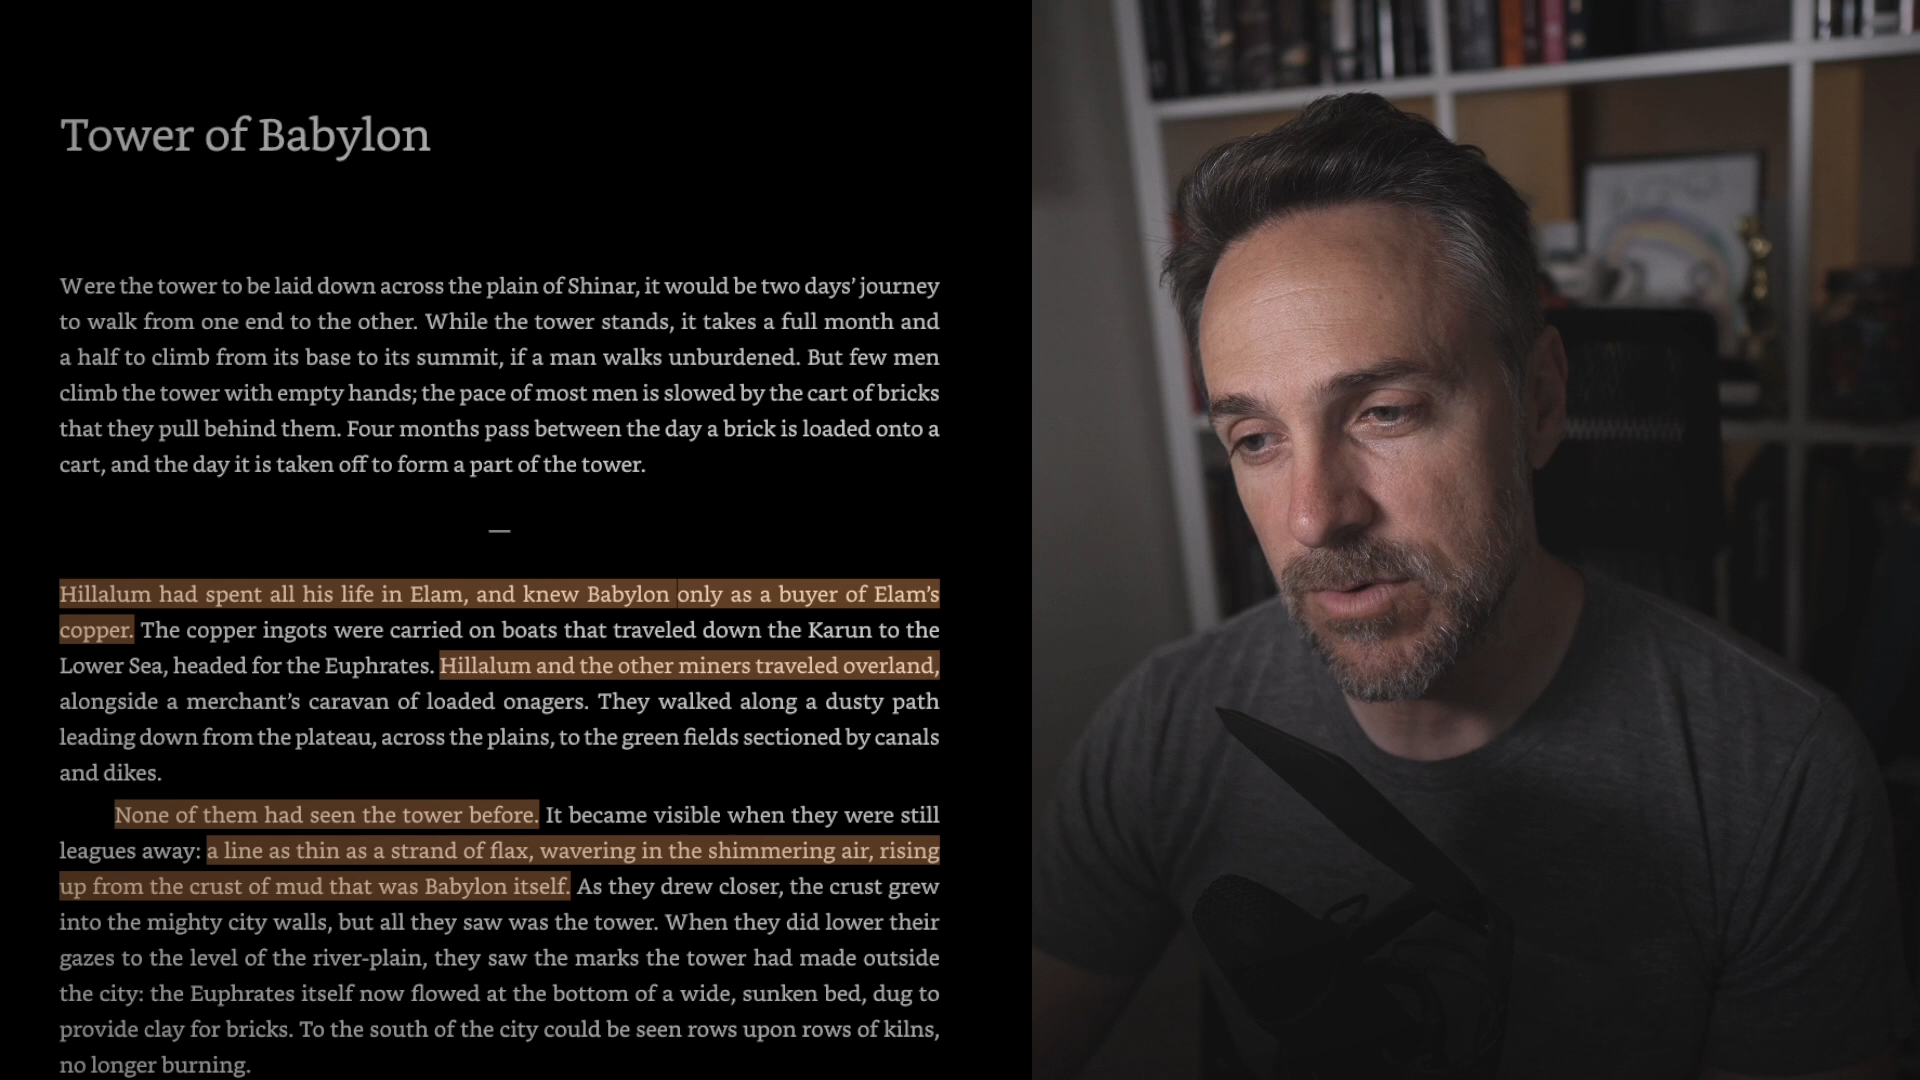 Tower of Babylon
Were the tower to be laid down across the plain of Shinar, it would be two days’ journey
to walk from one end to the other. While the tower stands, it takes a full month and
a half to climb from its base to its summit, if a man walks unburdened. But few men
climb the tower with empty hands; the pace of most men is slowed by the cart of bricks
that they pull behind them. Four months pass between the day a brick is loaded onto a
cart, and the day it is taken off to form a part of the tower.
—
Hillalum had spent all his life in Elam, and knew Babylon only as a buyer of Elam’s
copper. The copper ingots were carried on boats that traveled down the Karun to the
Lower Sea, headed for the Euphrates. Hillalum and the other miners traveled overland,
alongside a merchant’s caravan of loaded onagers. They walked along a dusty path
leading down from the plateau, across the plains, to the green fields sectioned by canals
and dikes.
None of them had seen the tower before. It became visible when they were still
leagues away: a line as thin as a strand of flax, wavering in the shimmering air, rising
up from the crust of mud that was Babylon itself. As they drew closer, the crust grew
into the mighty city walls, but all they saw was the tower. When they did lower their
gazes to the level of the river-plain, they saw the marks the tower had made outside
the city: the Euphrates itself now flowed at the bottom of a wide, sunken bed, dug to
provide clay for bricks. To the south of the city could be seen rows upon rows of kilns,
no longer burning.